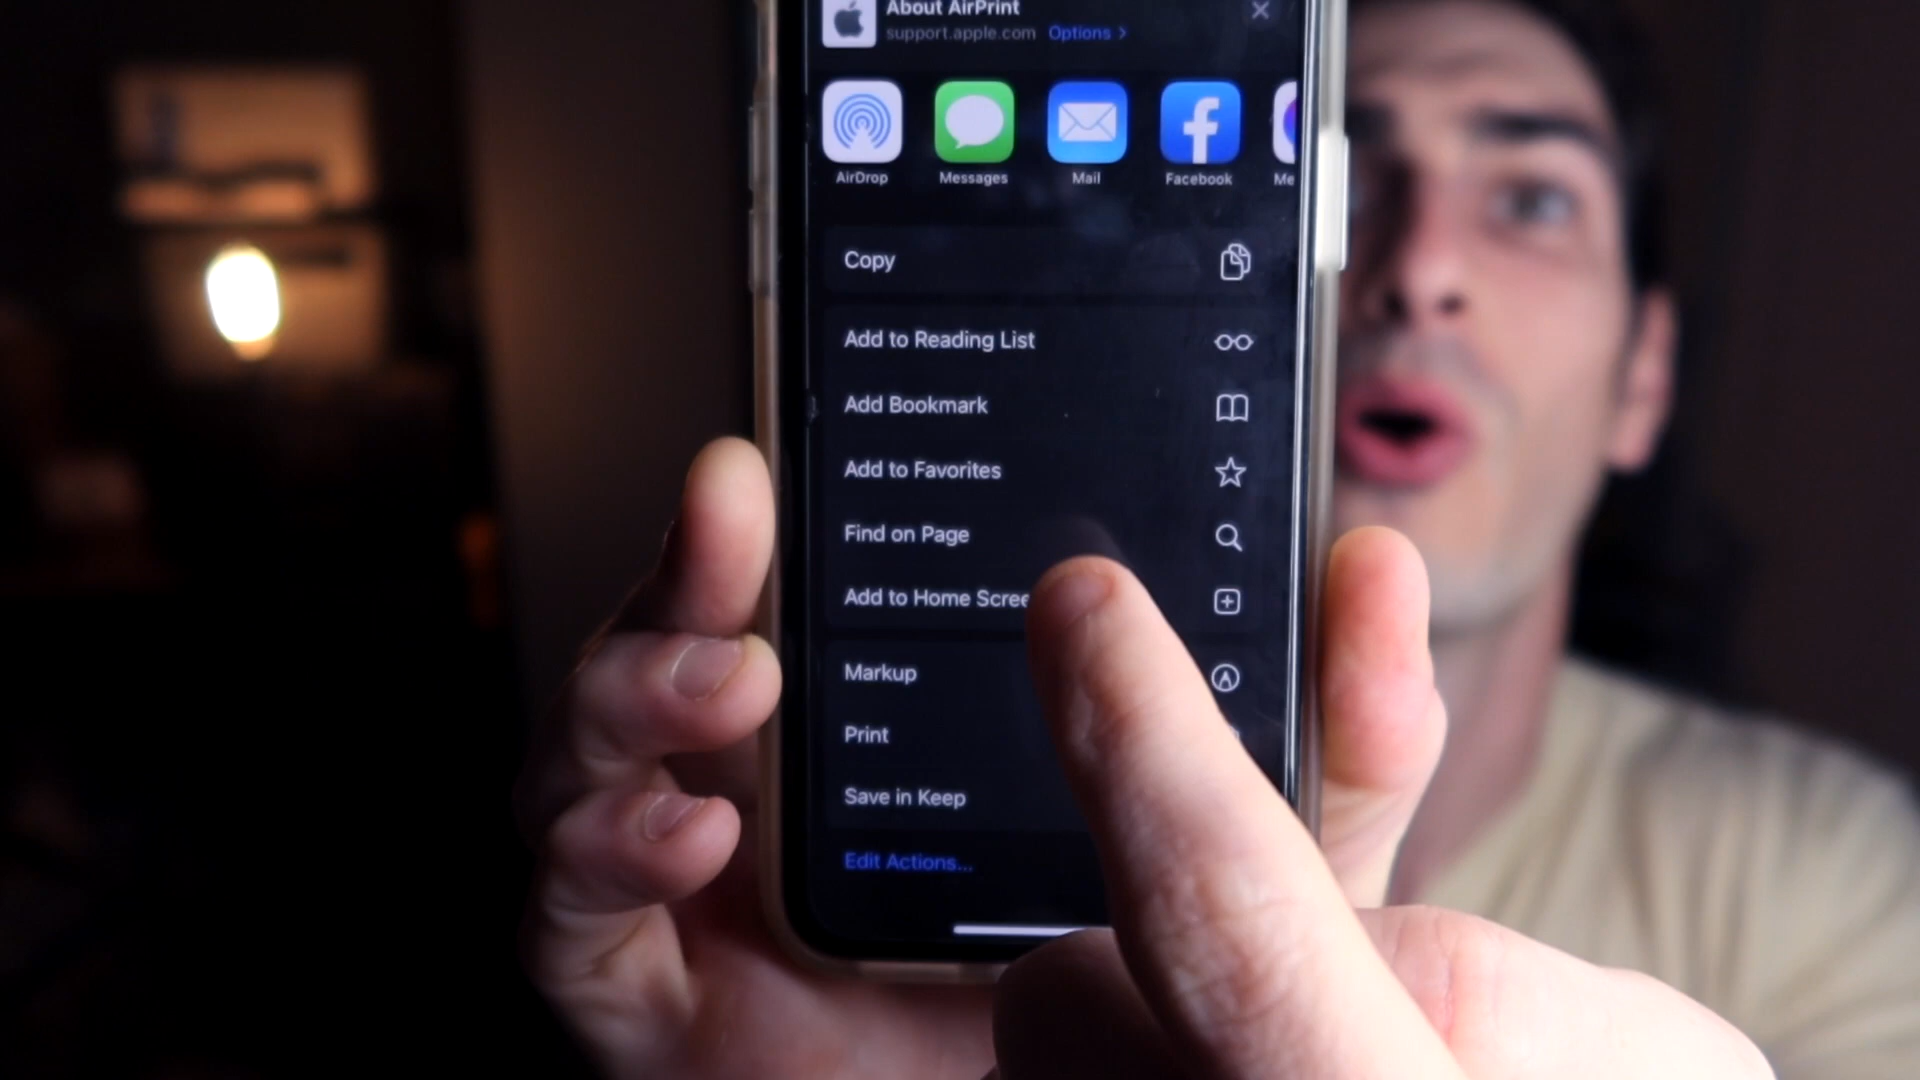 About AirPrint
support.apple.com Options >
AirDrop
Messages
Mail
Facebook
Me
Copy
Add to Reading List
Add Bookmark
Add to Favorites
Find on Page
Add to Home Scree
Markup
Print
Save in Keep
Edit Actions...